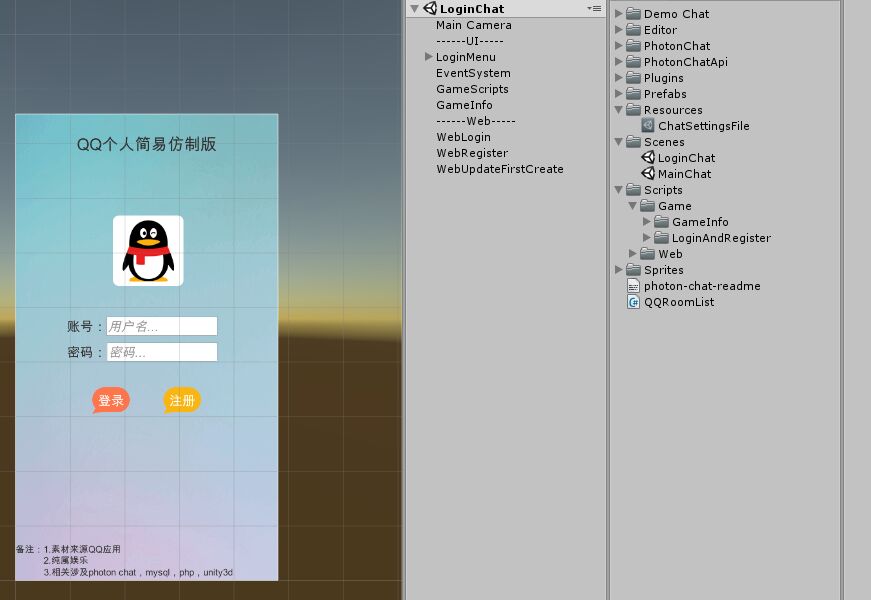 QQ个人简易仿制版
账号：用户名...
密码：密码...
登录
注册
备注：1.素材来源QQ应用
2.纯属娱乐
3.相关涉及photon chat，mysql，php，unity3d
LoginChat
Main Camera
------UI-----
LoginMenu
EventSystem
GameScripts
GameInfo
------Web-----
WebLogin
WebRegister
WebUpdateFirstCreate
Demo Chat
Editor
PhotonChat
PhotonChatApi
Plugins
Prefabs
Resources
ChatSettingsFile
Scenes
LoginChat
MainChat
Scripts
Game
GameInfo
LoginAndRegister
Web
Sprites
photon-chat-readme
QQRoomList